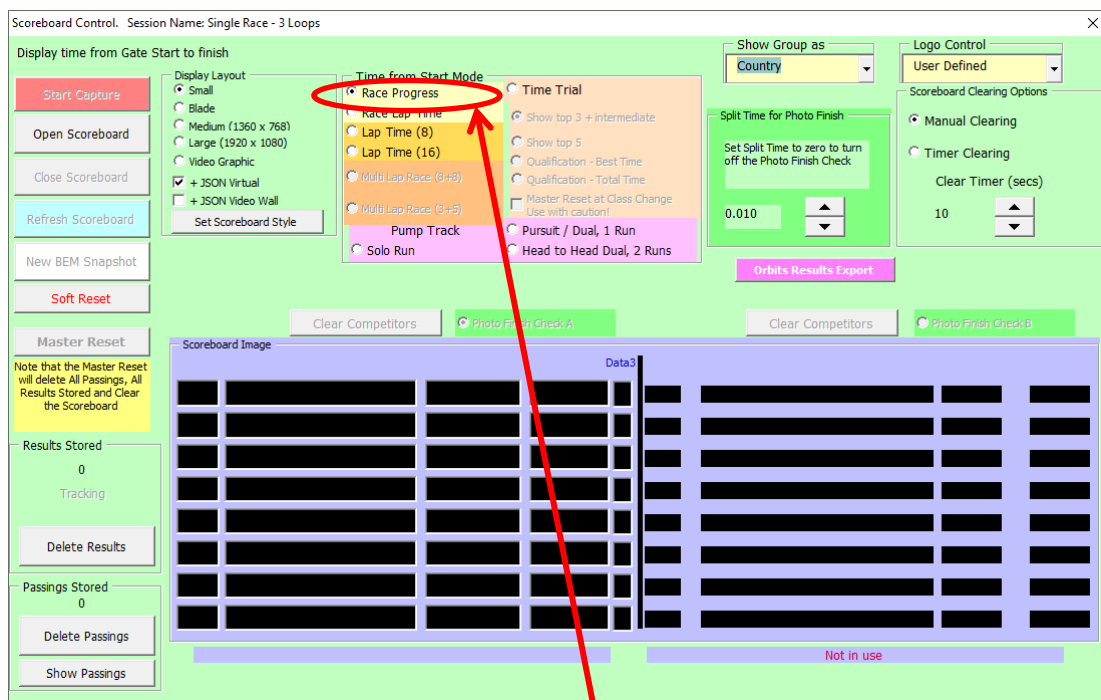 Scoreboard Control. Session Name: Single Race - 3 Loops
Display time from Gate Start to finish
Start Capture
Open Scoreboard
Close Scoreboard
Refresh Scoreboard
New BEM Snapshot
Soft Reset
Master Reset
Note that the Master Reset
will delete All Passings, All
Results Stored and Clear
the Scoreboard
Display Layout
Small
Blade
Medium (1360 x 768)
Large (1920 x 1080)
Video Graphic
+ JSON Virtual
+ JSON Video Wall
Set Scoreboard Style
Time from Start Mode
Race Progress
Race Lap Time
Lap Time (8)
Lap Time (16)
Multi Lap Race (8+8)
Multi Lap Race (3+5)
Time Trial
Show top 3 + intermediate
Show top 5
Qualification - Best Time
Qualification - Total Time
Master Reset at Class Change
Use with caution!
Pump Track
Solo Run
Pursuit / Dual, 1 Run
Head to Head Dual, 2 Runs
Show Group as
Country
Logo Control
User Defined
Split Time for Photo Finish
Set Split Time to zero to turn
off the Photo Finish Check
0.010
Scoreboard Clearing Options
Manual Clearing
Timer Clearing
Clear Timer (secs)
10
Orbits Results Export
Clear Competitors
Photo Finish Check A
Clear Competitors
Photo Finish Check B
Scoreboard Image
Data3
Results Stored
0
Tracking
Delete Results
Passings Stored
0
Delete Passings
Show Passings
Not in use